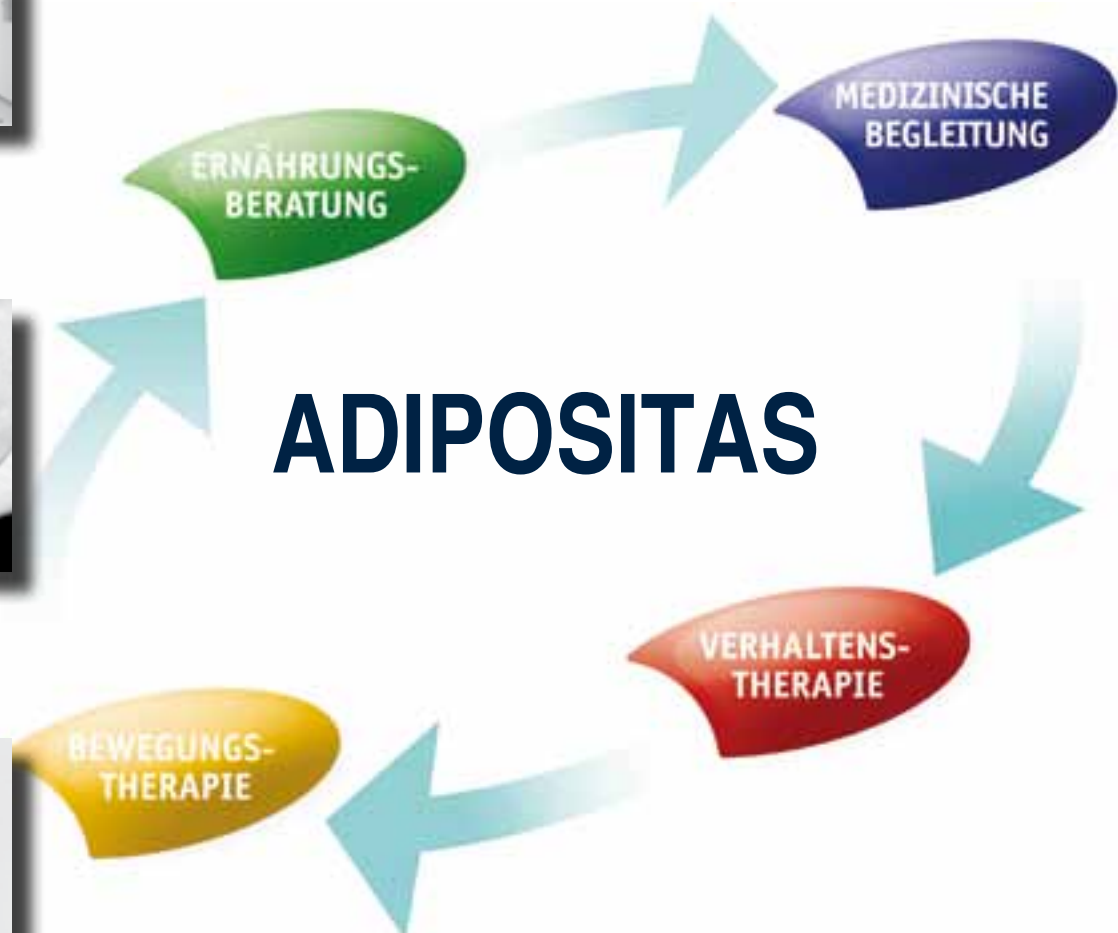 MEDIZINISCHE
BEGLEITUNG
ERNÄHRUNGS-
BERATUNG
ADIPOSITAS
VERHALTENS-
THERAPIE
BEWEGUNGS-
THERAPIE